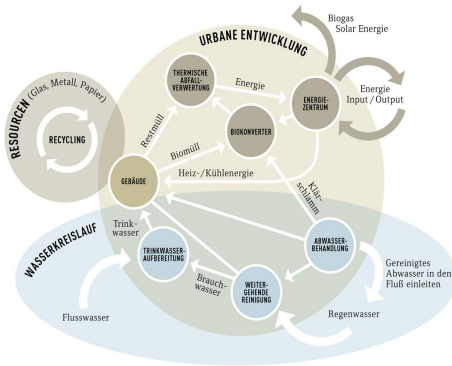 Biogas
Solar Energie
URBANE ENTWICKLUNG
THERMISCHE
ABFALL-
VERWERTUNG
Energie
ENERGIE-
ZENTRUM
Energie
Input / Output
RESOURCEN (Glas, Metall, Papier)
RECYCLING
Restmüll
BIOKONVERTER
Biomüll
GEBÄUDE
Heiz-/Kühlenergie
Klär-
schlamm
WASSERKREISLAUF
Trink-
wasser
TRINKWASSER-
AUFBEREITUNG
ABWASSER-
BEHANDLUNG
Brauch-
wasser
WEITER-
GEHENDE
REINIGUNG
Gereinigtes
Abwasser in den
Fluß einleiten
Flusswasser
Regenwasser